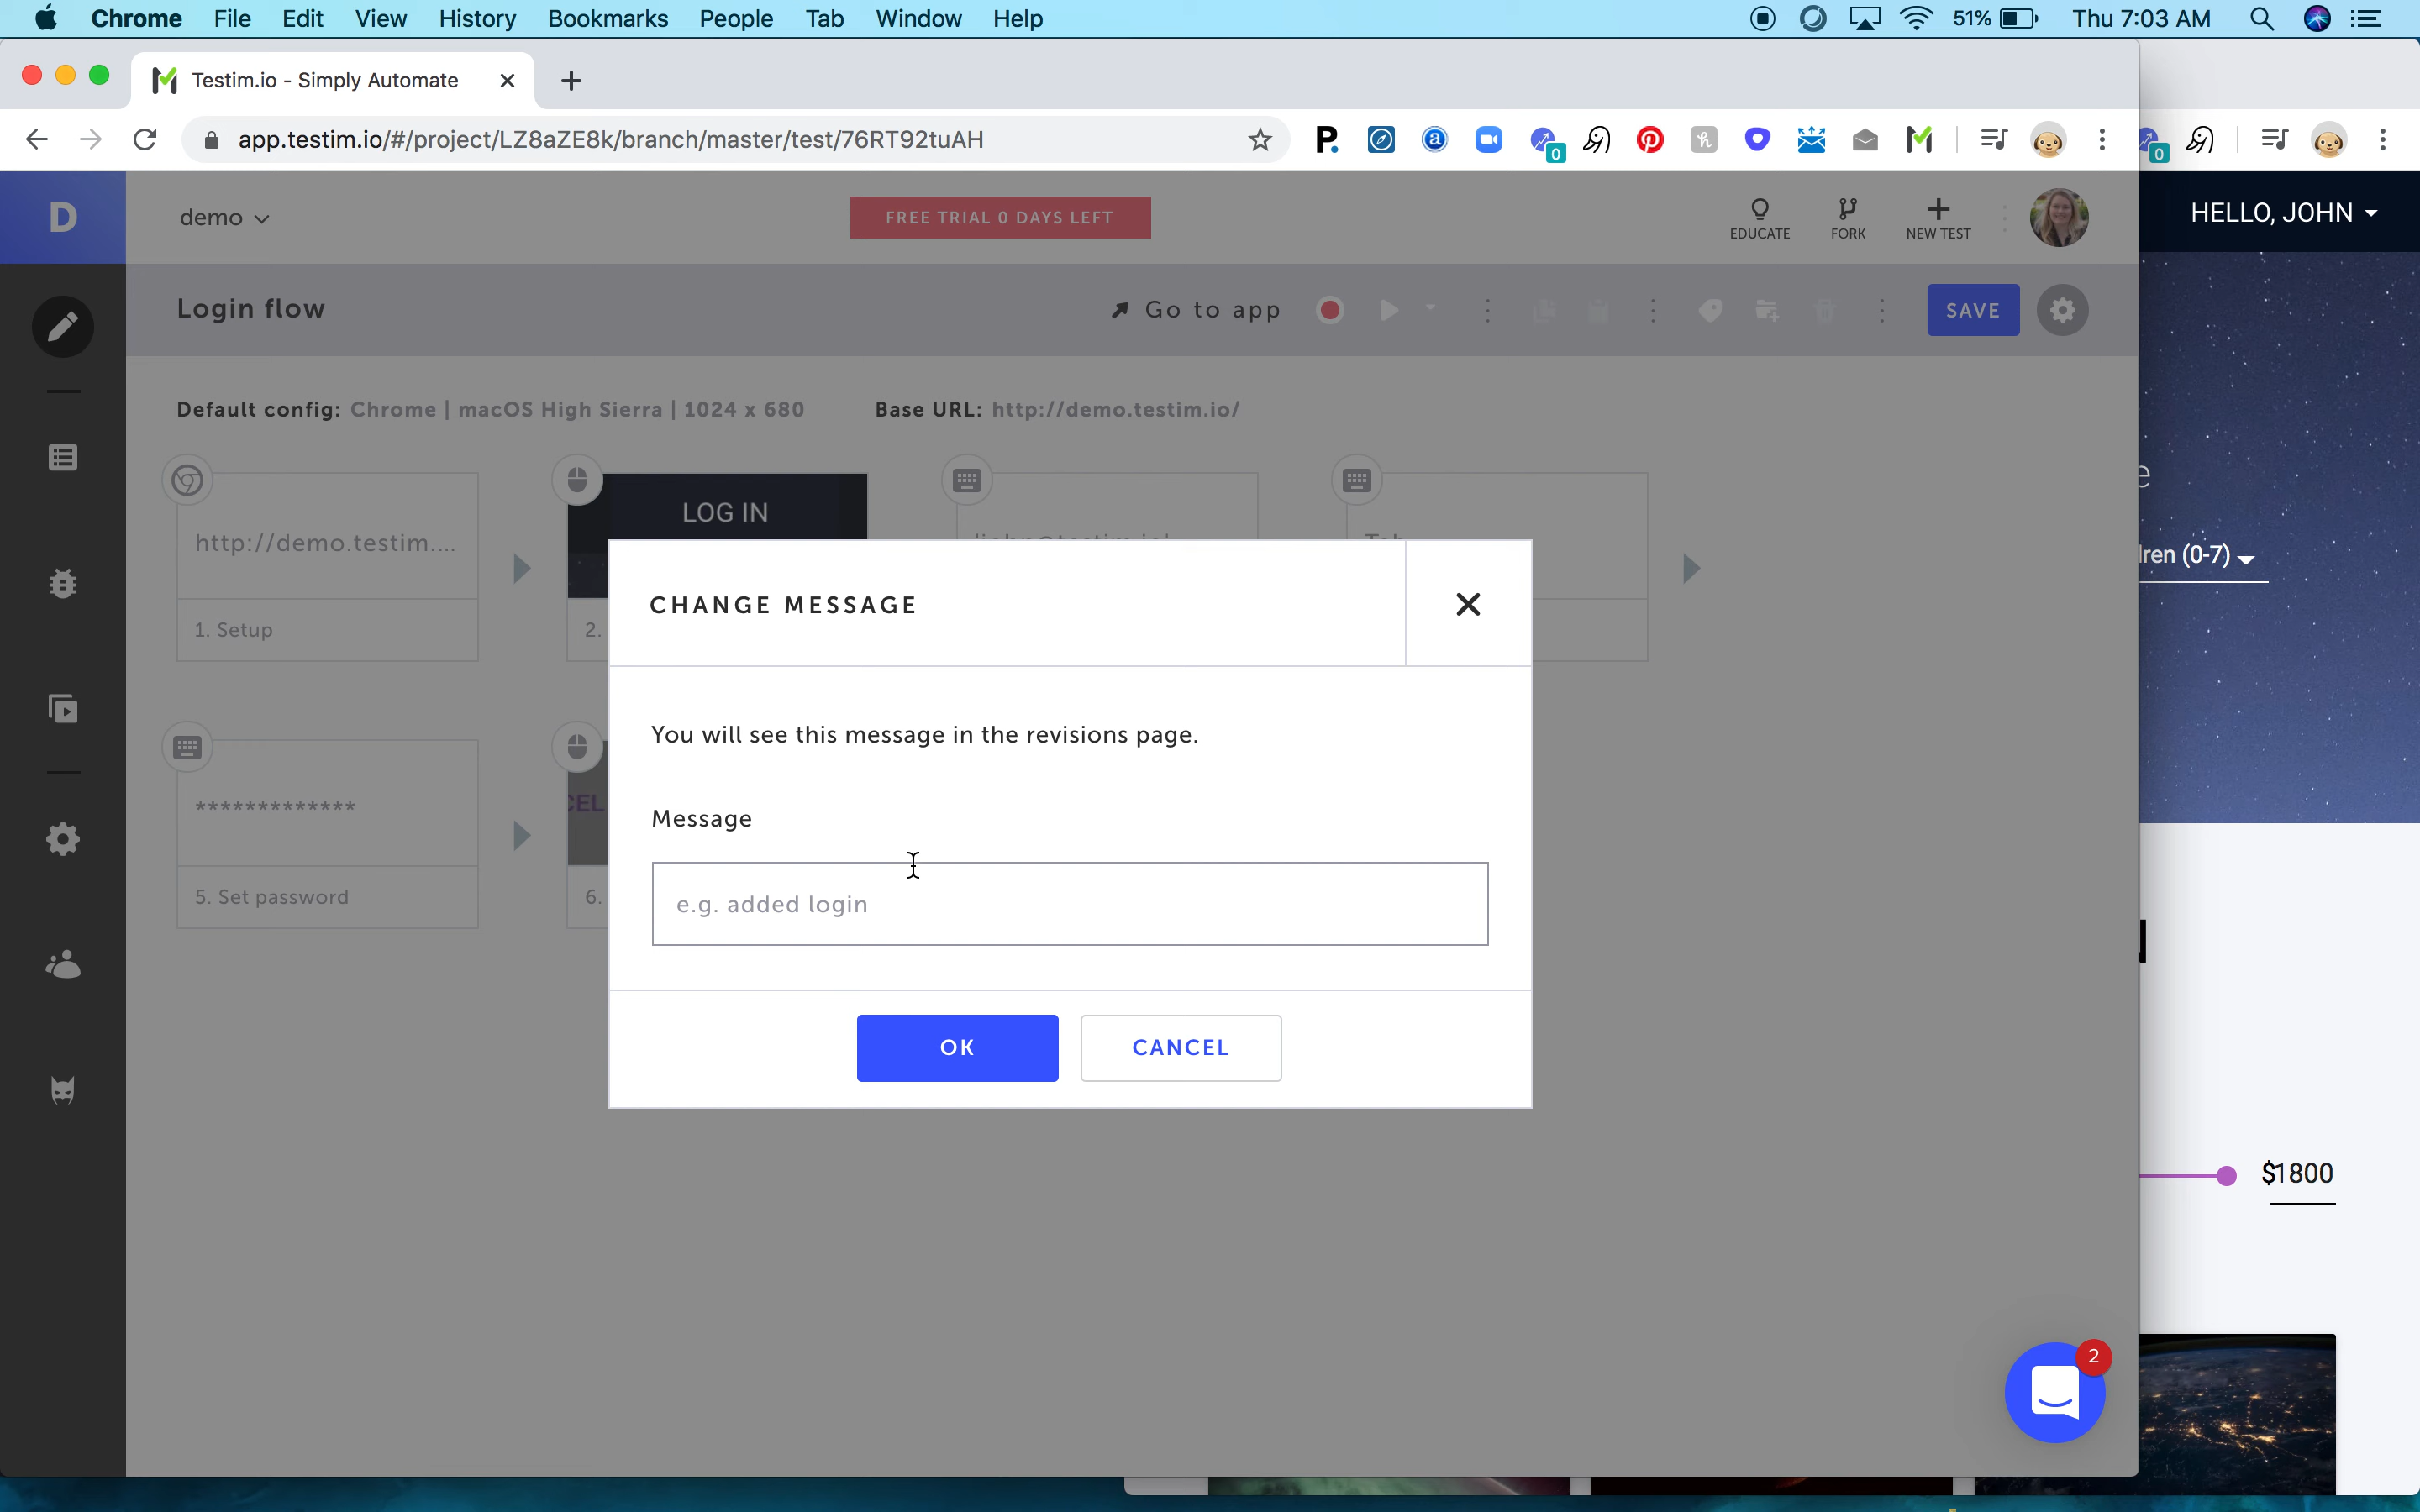 Chrome File Edit View History Bookmarks People Tab Window Help 51% Thu 7:03 AM
Testim.io - Simply Automate
app.testim.io/#/project/LZ8aZE8k/branch/master/test/76RT92tuAH
0
0
D
demo
FREE TRIAL 0 DAYS LEFT
EDUCATE
FORK
NEW TEST
HELLO, JOHN
Login flow
Go to app
SAVE
Default config: Chrome | macOS High Sierra | 1024 x 680
Base URL: http://demo.testim.io/
http://demo.testim....
1. Setup
LOG IN
2.
CHANGE MESSAGE
You will see this message in the revisions page.
Message
e.g. added login
OK
CANCEL
*************
5. Set password
6.
e
(0-7)
$1800
2